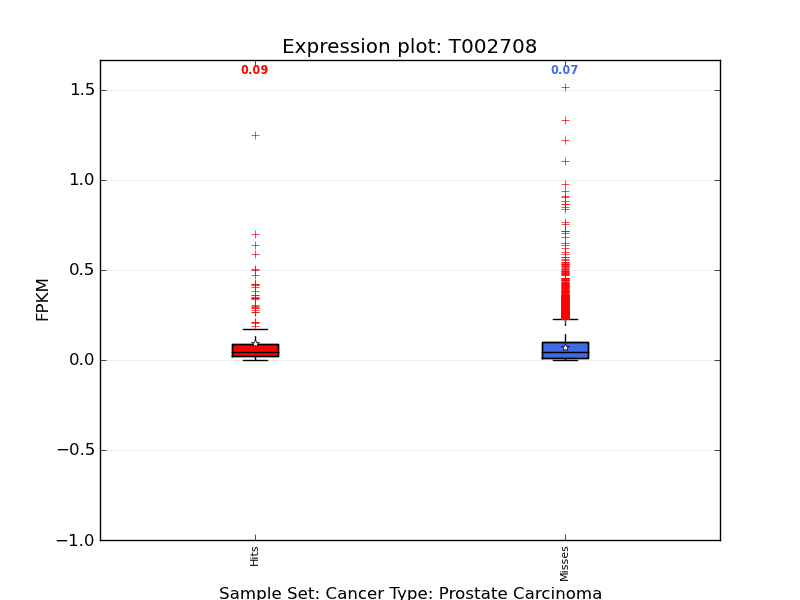 Expression plot: T002708
0.09 0.07
1.5
1.0
0.5
0.0
−0.5
−1.0
FPKM
Hits
Misses
Sample Set: Cancer Type: Prostate Carcinoma